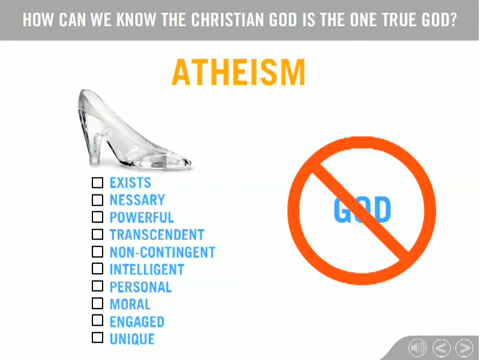 HOW CAN WE KNOW THE CHRISTIAN GOD IS THE ONE TRUE GOD?
ATHEISM
EXISTS
NESSARY
POWERFUL
TRANSCENDENT
NON-CONTINGENT
INTELLIGENT
PERSONAL
MORAL
ENGAGED
UNIQUE
GOD